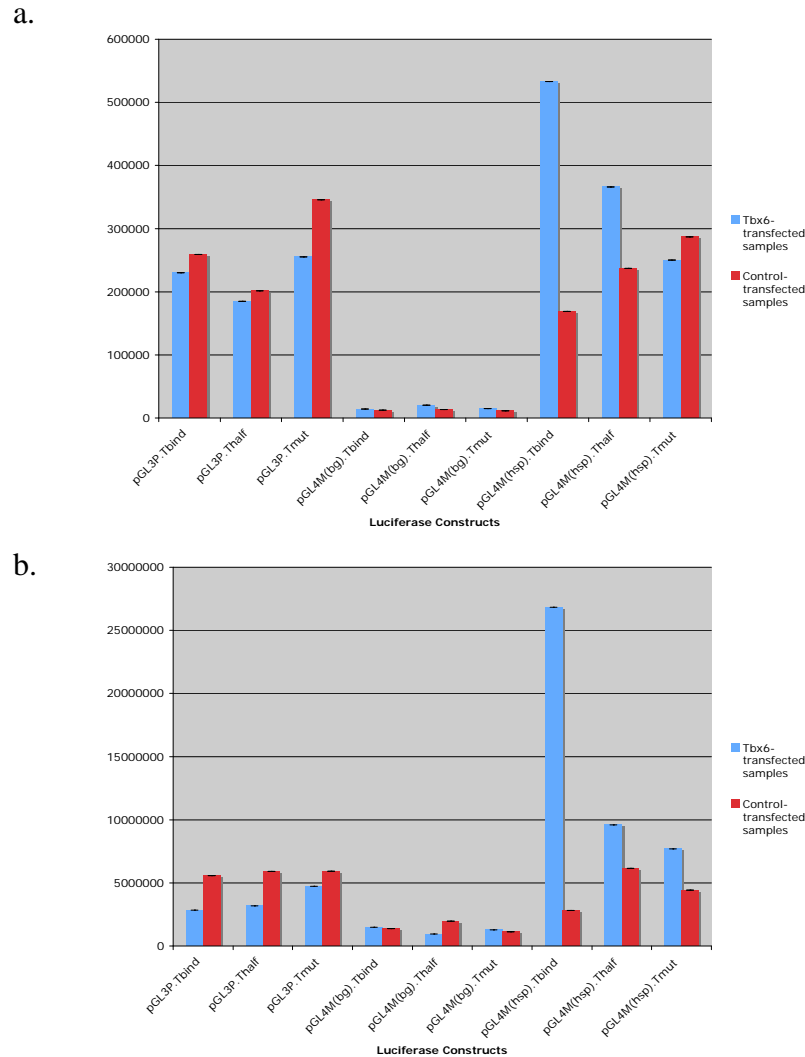 a.
600000
500000
400000
300000
200000
100000
0
Tbx6-
transfected
samples
Control-
transfected
samples
pGL3P.Tbind
pGL3P.Thalf
pGL3P.Tmut
pGL4M(bg).Tbind
pGL4M(bg).Thalf
pGL4M(bg).Tmut
pGL4M(hsp).Tbind
pGL4M(hsp).Thalf
pGL4M(hsp).Tmut
Luciferase Constructs
b.
30000000
25000000
20000000
15000000
10000000
5000000
0
Tbx6-
transfected
samples
Control-
transfected
samples
pGL3P.Tbind
pGL3P.Thalf
pGL3P.Tmut
pGL4M(bg).Tbind
pGL4M(bg).Thalf
pGL4M(bg).Tmut
pGL4M(hsp).Tbind
pGL4M(hsp).Thalf
pGL4M(hsp).Tmut
Luciferase Constructs